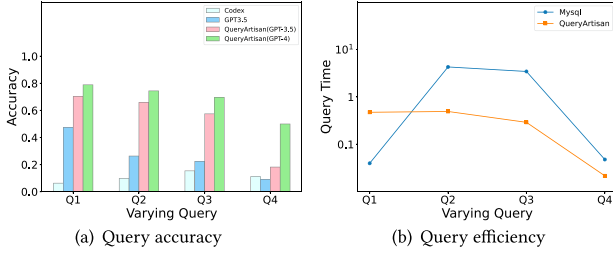 Codex
GPT3.5
QueryArtisan(GPT-3.5)
QueryArtisan(GPT-4)
Accuracy
1.0
0.8
0.6
0.4
0.2
0.0
Q1 Q2 Q3 Q4
Varying Query
(a) Query accuracy
Mysql
QueryArtisan
Query Time
10¹
1
0,1
Q1 Q2 Q3 Q4
Varying Query
(b) Query efficiency